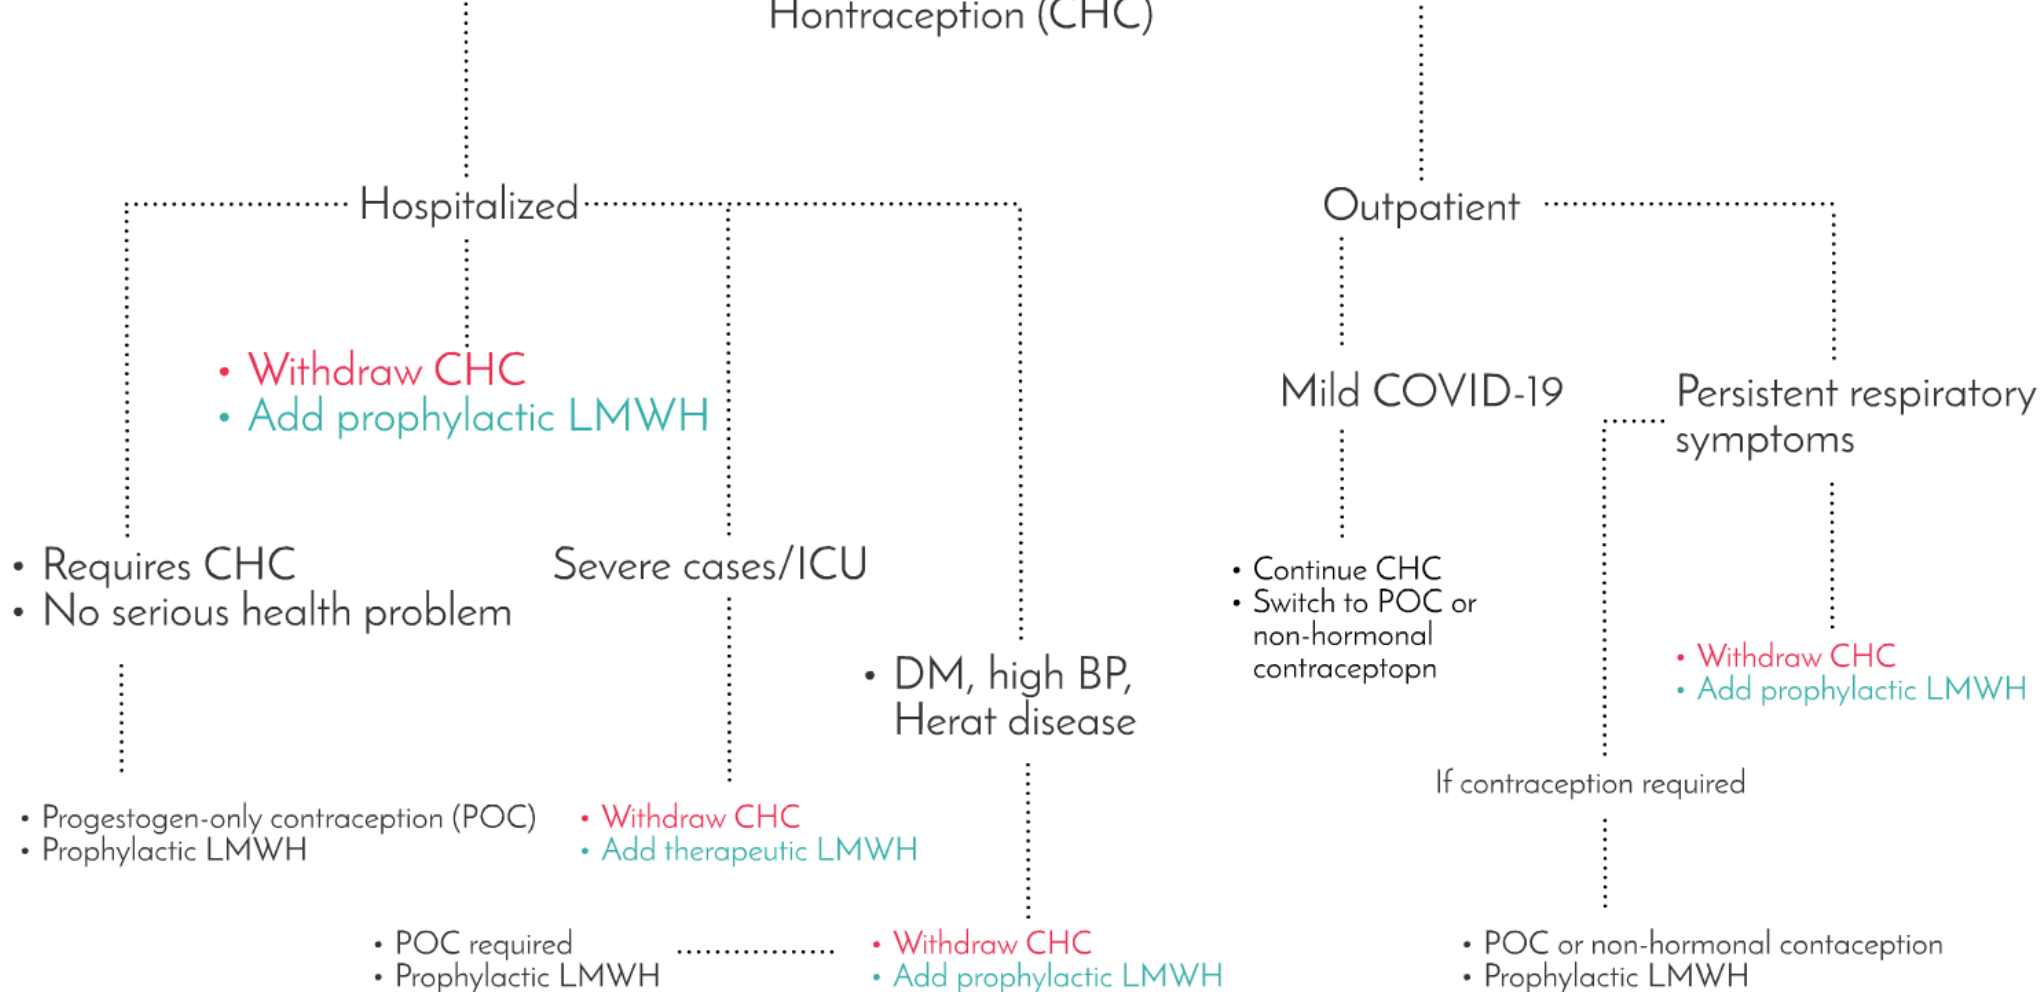 Hontraception (CHC)
Hospitalized
Outpatient
• Withdraw CHC
• Add prophylactic LMWH
Mild COVID-19
Persistent respiratory
symptoms
• Requires CHC
• No serious health problem
Severe cases/ICU
• Continue CHC
• Switch to POC or
non-hormonal
contraceptopn
• DM, high BP,
Herat disease
• Withdraw CHC
• Add prophylactic LMWH
If contraception required
• Progestogen-only contraception (POC)
• Prophylactic LMWH
• Withdraw CHC
• Add therapeutic LMWH
• POC required
• Prophylactic LMWH
• Withdraw CHC
• Add prophylactic LMWH
• POC or non-hormonal contaception
• Prophylactic LMWH